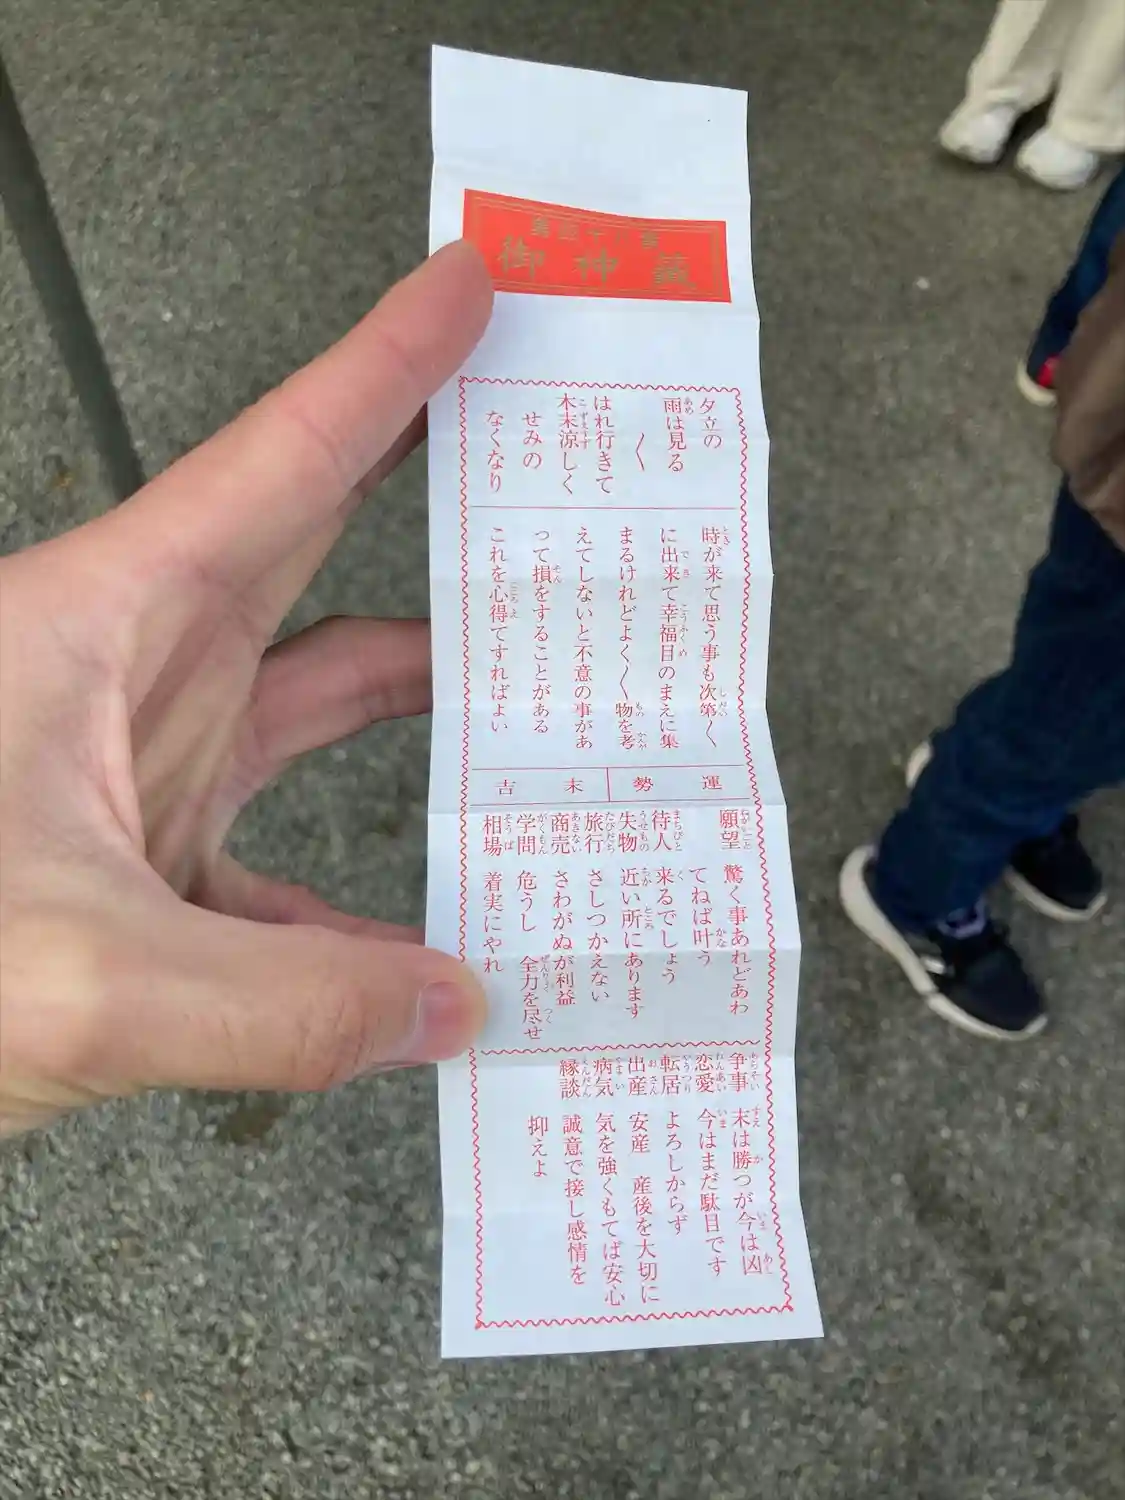 御神籤
夕立の
雨は見る
〱
はれ行きて
木末涼しく
せみの
なくなり
時が来て思う事も次第〱く
に出来て幸福目のまえに集
まるけれどよく〱〱物を考
えてしないと不意の事があ
って損をすることがある
これを心得てすればよい
運勢
末吉
願望 驚く事あれどあわ
てねば叶う
待人 来るでしょう
失物 近い所にあります
旅行 さしつかえない
商売 さわがぬが利益
学問 危うし 全力を尽せ
相場 着実にやれ
争事 末は勝つが今は凶
恋愛 今はまだ駄目です
転居 よろしからず
出産 安産 産後を大切に
病気 気を強くもてば安心
縁談 誠意で接し感情を
抑えよ